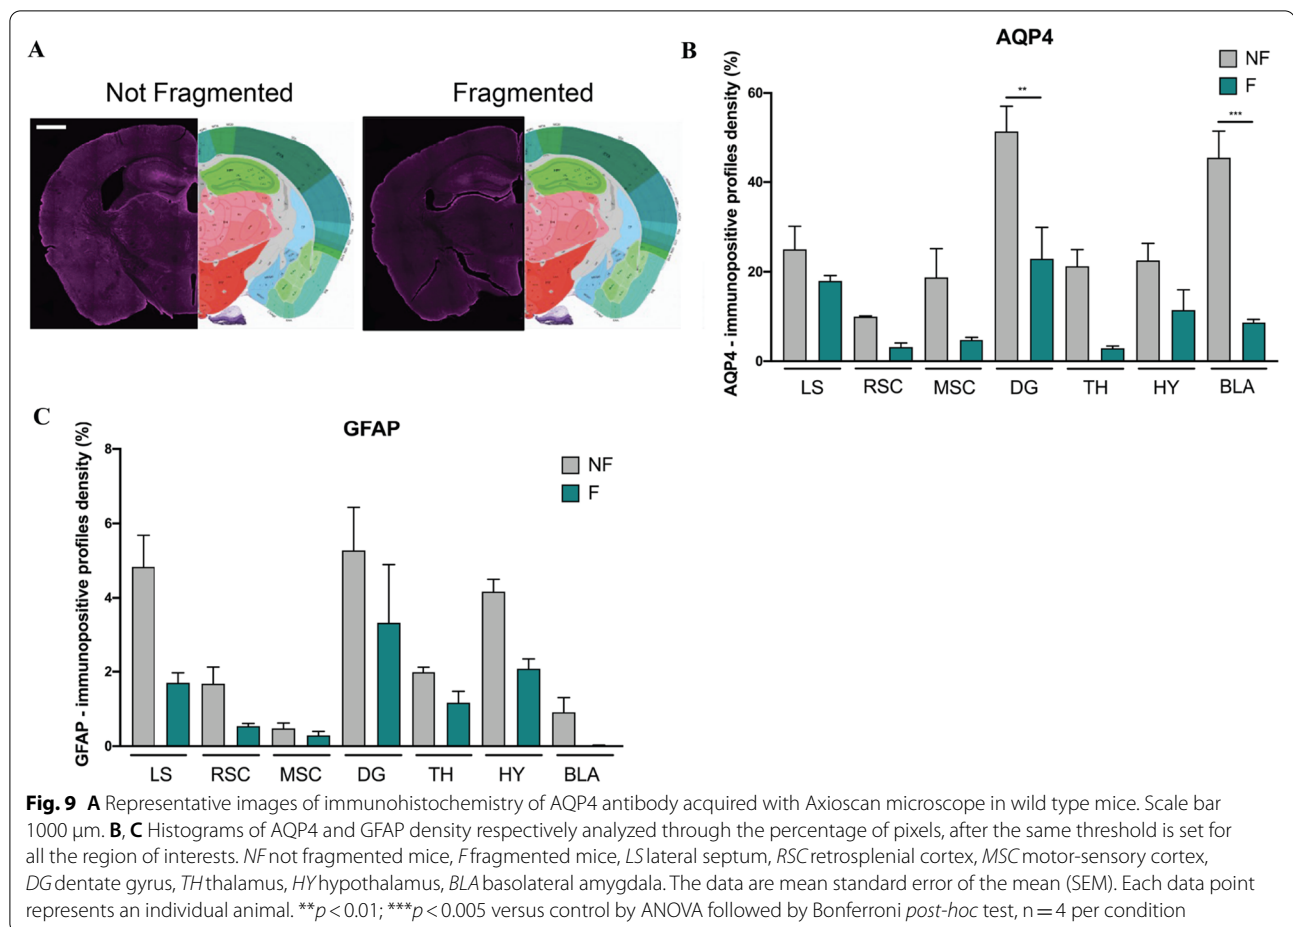 A
Not Fragmented
Fragmented
B
AQP4
NF
F
AQP4 - immunopositive profiles density (%)
60
40
20
0
**
***
LS RSC MSC DG TH HY BLA
C
GFAP
NF
F
GFAP - immunopositive profiles density (%)
8
6
4
2
0
LS RSC MSC DG TH HY BLA
Fig. 9 A Representative images of immunohistochemistry of AQP4 antibody acquired with Axioscan microscope in wild type mice. Scale bar
1000 µm. B, C Histograms of AQP4 and GFAP density respectively analyzed through the percentage of pixels, after the same threshold is set for
all the region of interests. NF not fragmented mice, F fragmented mice, LS lateral septum, RSC retrosplenial cortex, MSC motor-sensory cortex,
DG dentate gyrus, TH thalamus, HY hypothalamus, BLA basolateral amygdala. The data are mean standard error of the mean (SEM). Each data point
represents an individual animal. **p < 0.01; ***p < 0.005 versus control by ANOVA followed by Bonferroni post-hoc test, n = 4 per condition